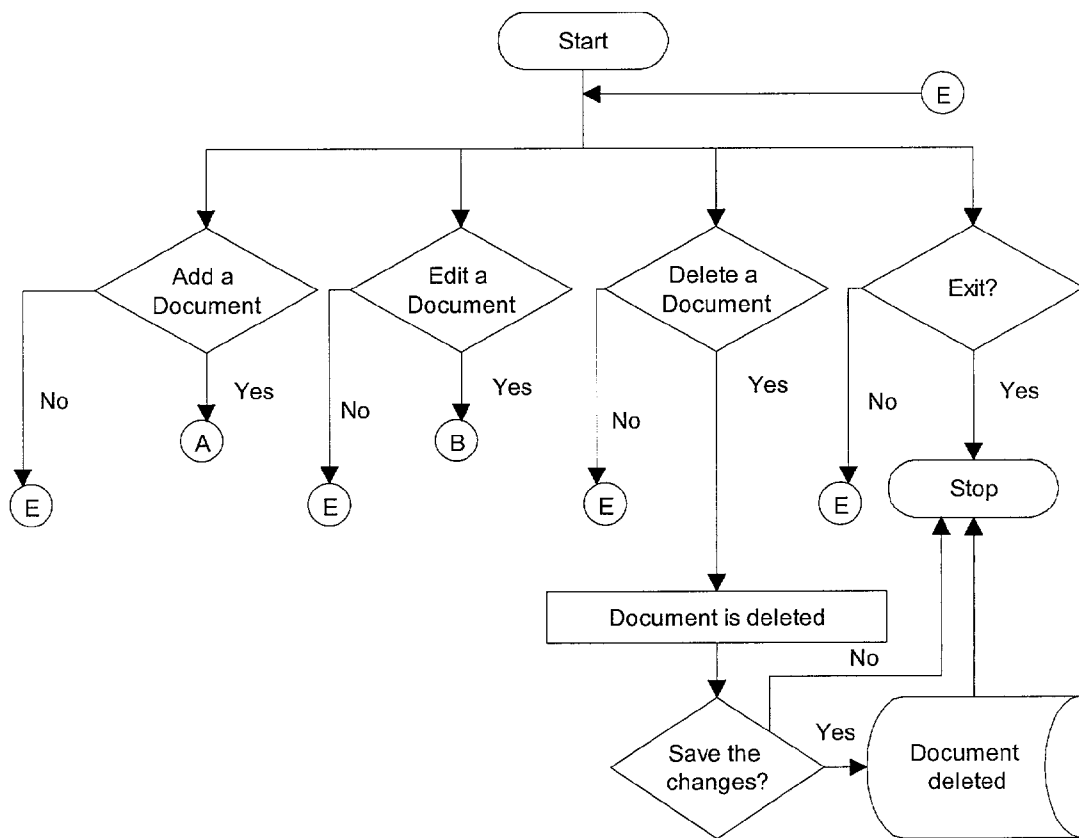 Start
E
Add a
Document
Edit a
Document
Delete a
Document
Exit?
No
Yes
No
Yes
No
Yes
No
Yes
A
B
E
E
E
E
Stop
Document is deleted
No
Yes
Save the
changes?
Document
deleted